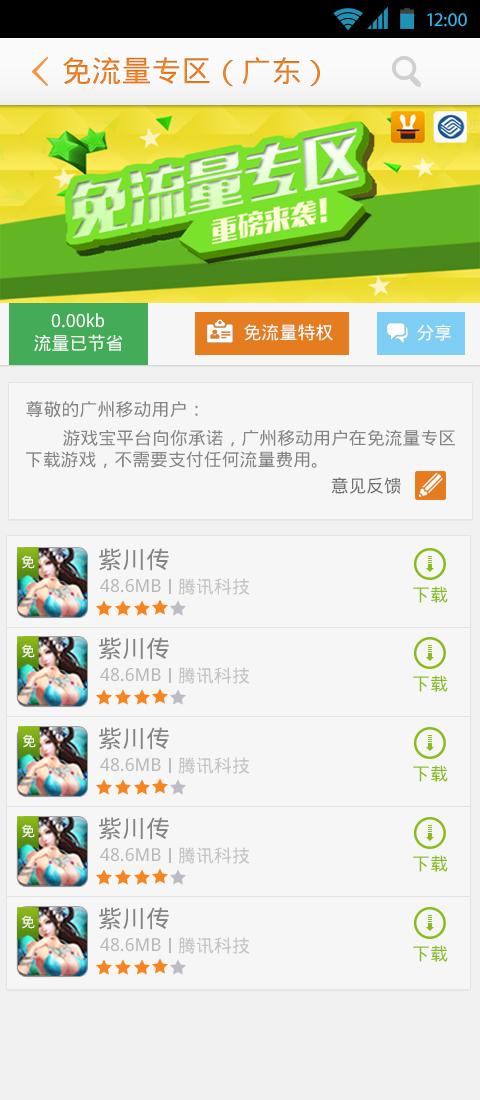 12:00
免流量专区（广东）
免流量专区
重磅来袭！
0.00kb
流量已节省
免流量特权
分享
尊敬的广州移动用户：
游戏宝平台向你承诺，广州移动用户在免流量专区
下载游戏，不需要支付任何流量费用。
意见反馈
免
紫川传
48.6MB | 腾讯科技
下载
免
紫川传
48.6MB | 腾讯科技
下载
免
紫川传
48.6MB | 腾讯科技
下载
免
紫川传
48.6MB | 腾讯科技
下载
免
紫川传
48.6MB | 腾讯科技
下载